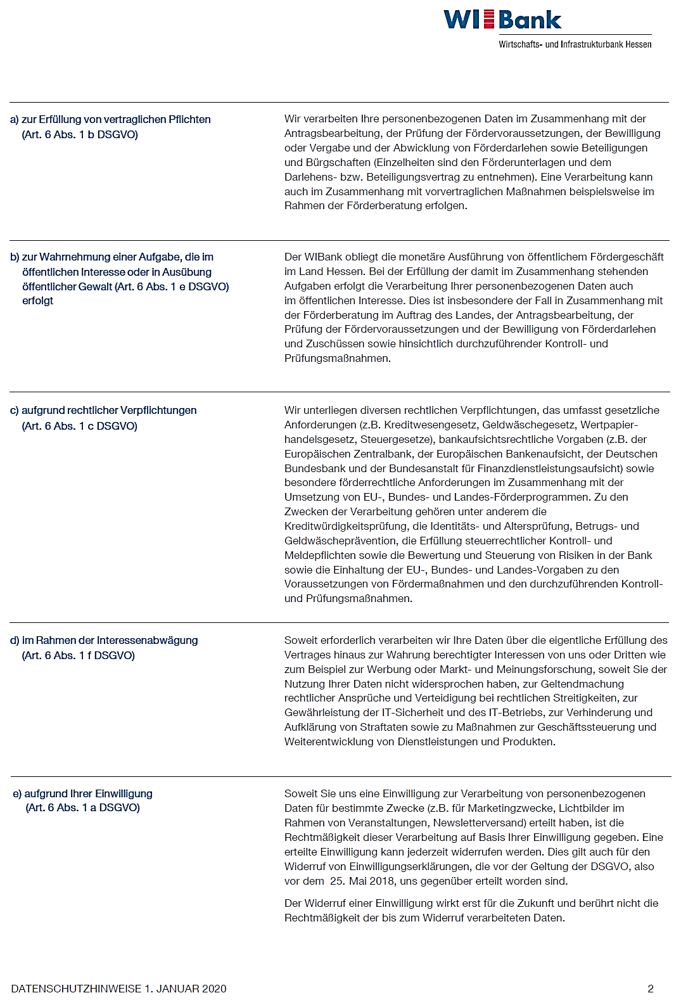 WIBank
Wirtschafts- und Infrastrukturbank Hessen
a) zur Erfüllung von vertraglichen Pflichten
(Art. 6 Abs. 1 b DSGVO)
Wir verarbeiten Ihre personenbezogenen Daten im Zusammenhang mit der
Antragsbearbeitung, der Prüfung der Fördervoraussetzungen, der Bewilligung
oder Vergabe und der Abwicklung von Förderdarlehen sowie Beteiligungen
und Bürgschaften (Einzelheiten sind den Förderunterlagen und dem
Darlehens- bzw. Beteiligungsvertrag zu entnehmen). Eine Verarbeitung kann
auch im Zusammenhang mit vorvertraglichen Maßnahmen beispielsweise im
Rahmen der Förderberatung erfolgen.
b) zur Wahrnehmung einer Aufgabe, die im
öffentlichen Interesse oder in Ausübung
öffentlicher Gewalt (Art. 6 Abs. 1 e DSGVO)
erfolgt
Der WIBank obliegt die monetäre Ausführung von öffentlichem Fördergeschäft
im Land Hessen. Bei der Erfüllung der damit im Zusammenhang stehenden
Aufgaben erfolgt die Verarbeitung Ihrer personenbezogenen Daten auch
im öffentlichen Interesse. Dies ist insbesondere der Fall in Zusammenhang mit
der Förderberatung im Auftrag des Landes, der Antragsbearbeitung, der
Prüfung der Fördervoraussetzungen und der Bewilligung von Förderdarlehen
und Zuschüssen sowie hinsichtlich durchzuführender Kontroll- und
Prüfungsmaßnahmen.
c) aufgrund rechtlicher Verpflichtungen
(Art. 6 Abs. 1 c DSGVO)
Wir unterliegen diversen rechtlichen Verpflichtungen, das umfasst gesetzliche
Anforderungen (z.B. Kreditwesengesetz, Geldwäschegesetz, Wertpapier-
handelsgesetz, Steuergesetze), bankaufsichtsrechtliche Vorgaben (z.B. der
Europäischen Zentralbank, der Europäischen Bankenaufsicht, der Deutschen
Bundesbank und der Bundesanstalt für Finanzdienstleistungsaufsicht) sowie
besondere förderrechtliche Anforderungen im Zusammenhang mit der
Umsetzung von EU-, Bundes- und Landes-Förderprogrammen. Zu den
Zwecken der Verarbeitung gehören unter anderem die
Kreditwürdigkeitsprüfung, die Identitäts- und Altersprüfung, Betrugs- und
Geldwäscheprävention, die Erfüllung steuerrechtlicher Kontroll- und
Meldepflichten sowie die Bewertung und Steuerung von Risiken in der Bank
sowie die Einhaltung der EU-, Bundes- und Landes-Vorgaben zu den
Voraussetzungen von Fördermaßnahmen und den durchzuführenden Kontroll-
und Prüfungsmaßnahmen.
d) im Rahmen der Interessenabwägung
(Art. 6 Abs. 1 f DSGVO)
Soweit erforderlich verarbeiten wir Ihre Daten über die eigentliche Erfüllung des
Vertrages hinaus zur Wahrung berechtigter Interessen von uns oder Dritten wie
zum Beispiel zur Werbung oder Markt- und Meinungsforschung, soweit Sie der
Nutzung Ihrer Daten nicht widersprochen haben, zur Geltendmachung
rechtlicher Ansprüche und Verteidigung bei rechtlichen Streitigkeiten, zur
Gewährleistung der IT-Sicherheit und des IT-Betriebs, zur Verhinderung und
Aufklärung von Straftaten sowie zu Maßnahmen zur Geschäftssteuerung und
Weiterentwicklung von Dienstleistungen und Produkten.
e) aufgrund Ihrer Einwilligung
(Art. 6 Abs. 1 a DSGVO)
Soweit Sie uns eine Einwilligung zur Verarbeitung von personenbezogenen
Daten für bestimmte Zwecke (z.B. für Marketingzwecke, Lichtbilder im
Rahmen von Veranstaltungen, Newsletterversand) erteilt haben, ist die
Rechtmäßigkeit dieser Verarbeitung auf Basis Ihrer Einwilligung gegeben. Eine
erteilte Einwilligung kann jederzeit widerrufen werden. Dies gilt auch für den
Widerruf von Einwilligungserklärungen, die vor der Geltung der DSGVO, also
vor dem 25. Mai 2018, uns gegenüber erteilt worden sind.
Der Widerruf einer Einwilligung wirkt erst für die Zukunft und berührt nicht die
Rechtmäßigkeit der bis zum Widerruf verarbeiteten Daten.
DATENSCHUTZHINWEISE 1. JANUAR 2020
2